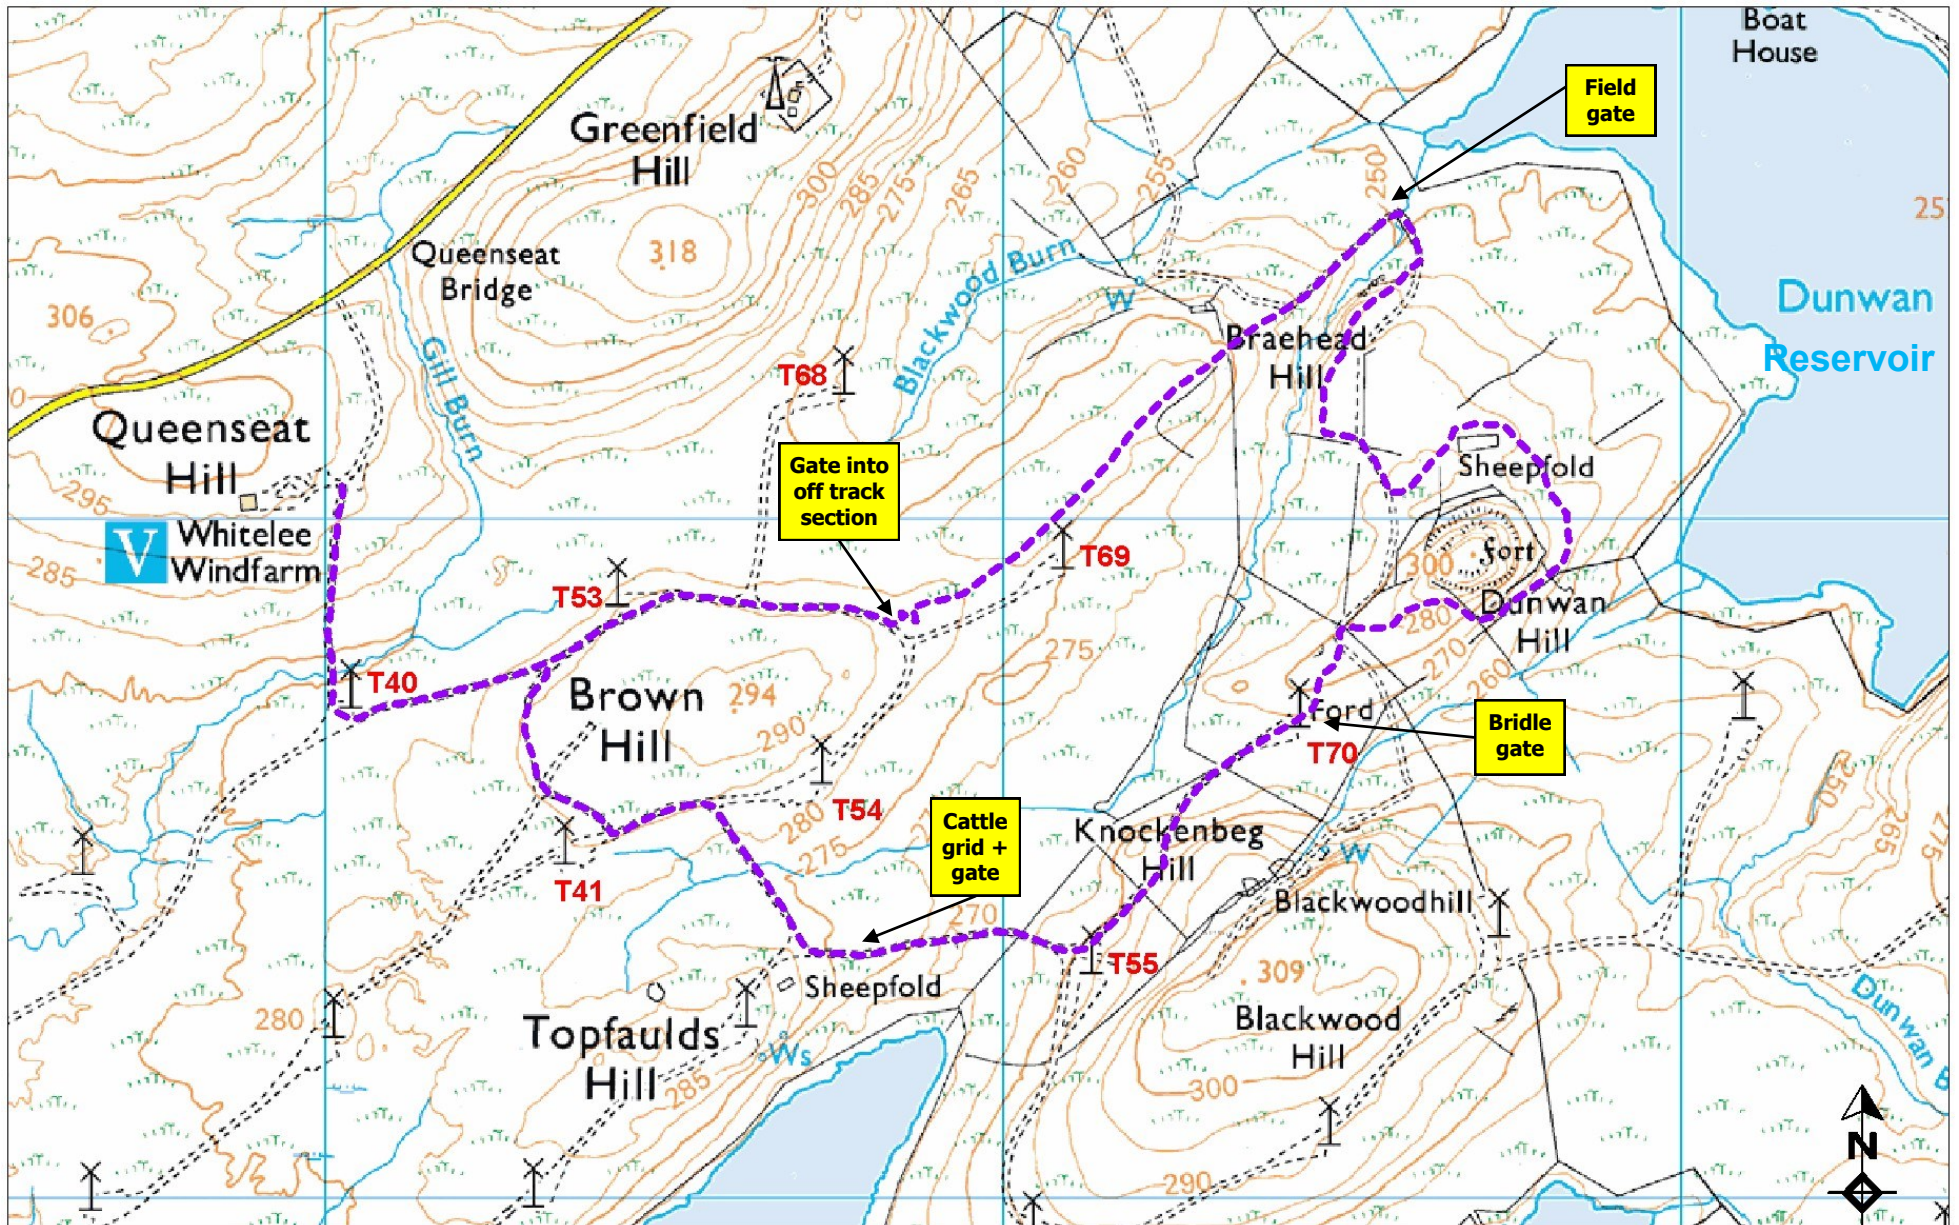 Boat
House
Field
gate
Greenfield
Hill
300
285
275
265
260
255
250
25
318
Queenseat
Bridge
306
Blackwood Burn
W
Dunwan
Reservoir
Braehead
Hill
Gill Burn
T68
0
Queenseat
Hill
295
Gate into
off track
section
Sheepfold
V
Whitelee
Windfarm
285
T53
T69
300
Fort
Dunwan
Hill
280
270
260
275
T40
Brown
Hill
294
290
Ford
T70
Bridle
gate
T54
280
275
Cattle
grid +
gate
Knockenbeg
Hill
W
250
265
275
T41
270
Blackwoodhill
T55
Sheepfold
309
Blackwood
Hill
Dunwan B
280
Topfaulds
Hill
Ws
285
300
290
N